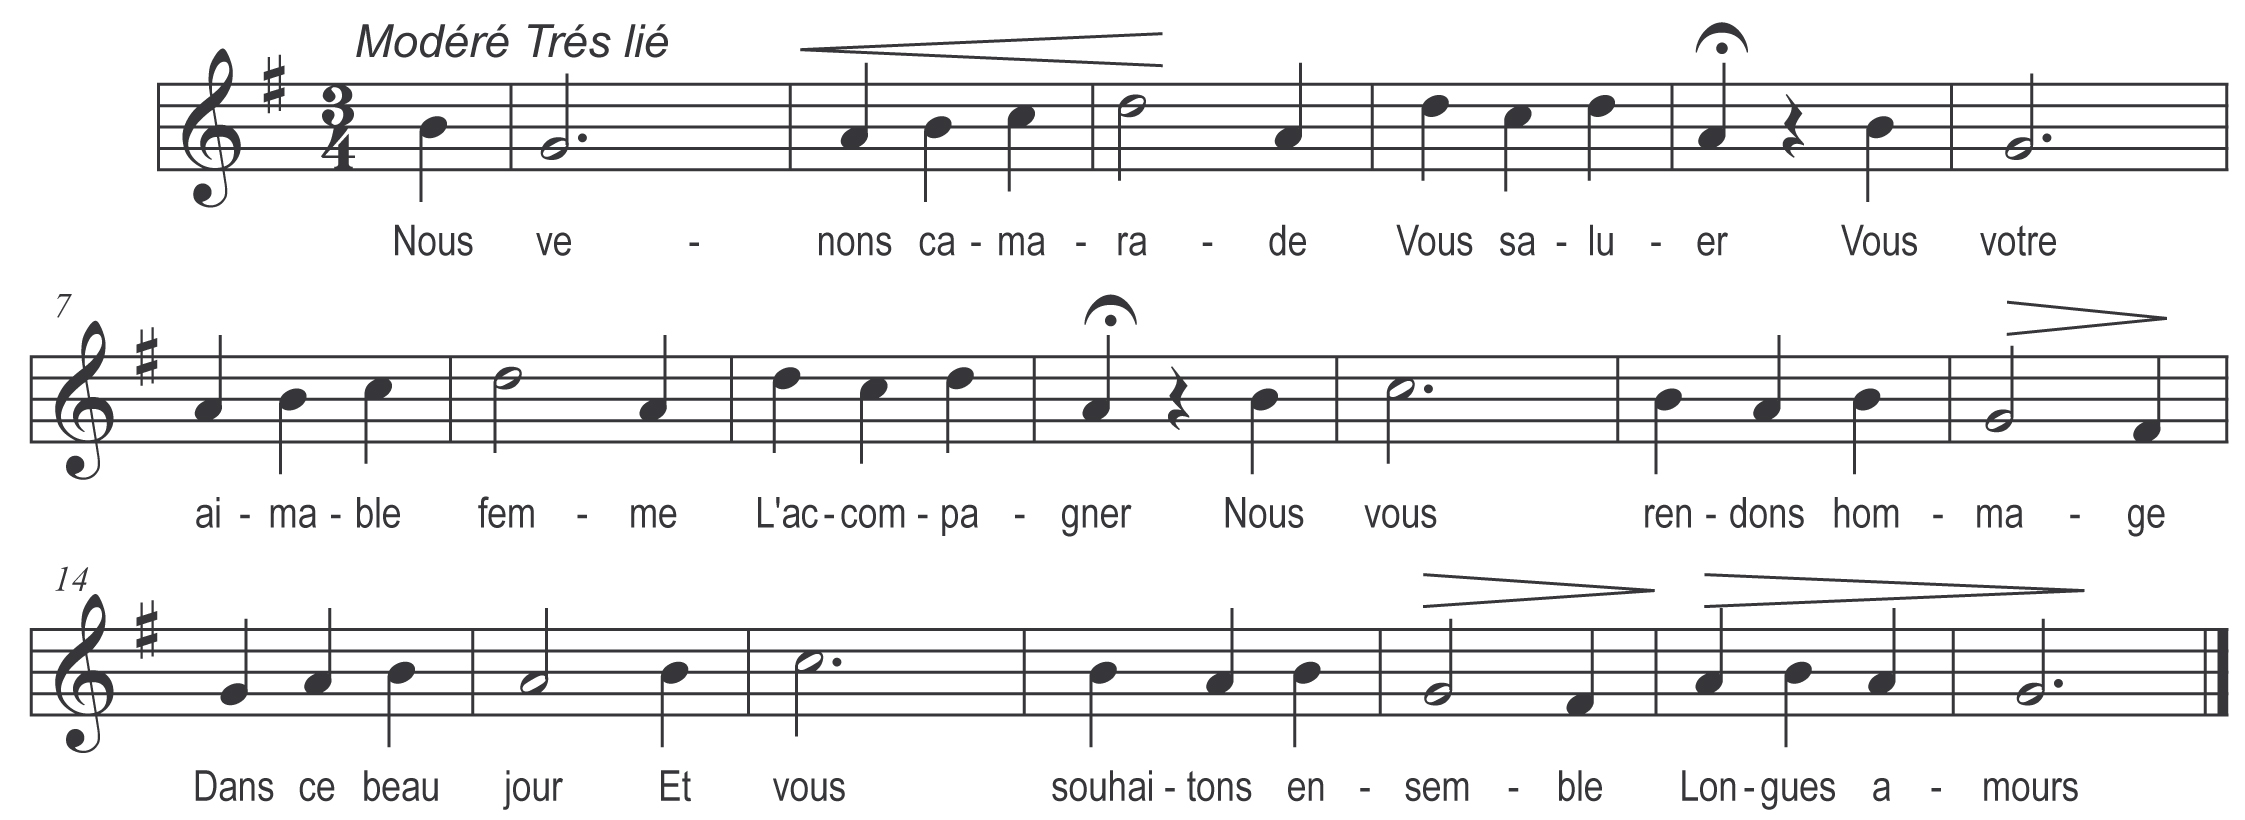 Modéré Trés lié
3
4
Nous ve - nons ca - ma - ra - de Vous sa - lu - er Vous votre
7
ai - ma - ble fem - me L'ac - com - pa - gner Nous vous ren - dons hom - ma - ge
14
Dans ce beau jour Et vous souhai - tons en - sem - ble Lon - gues a - mours